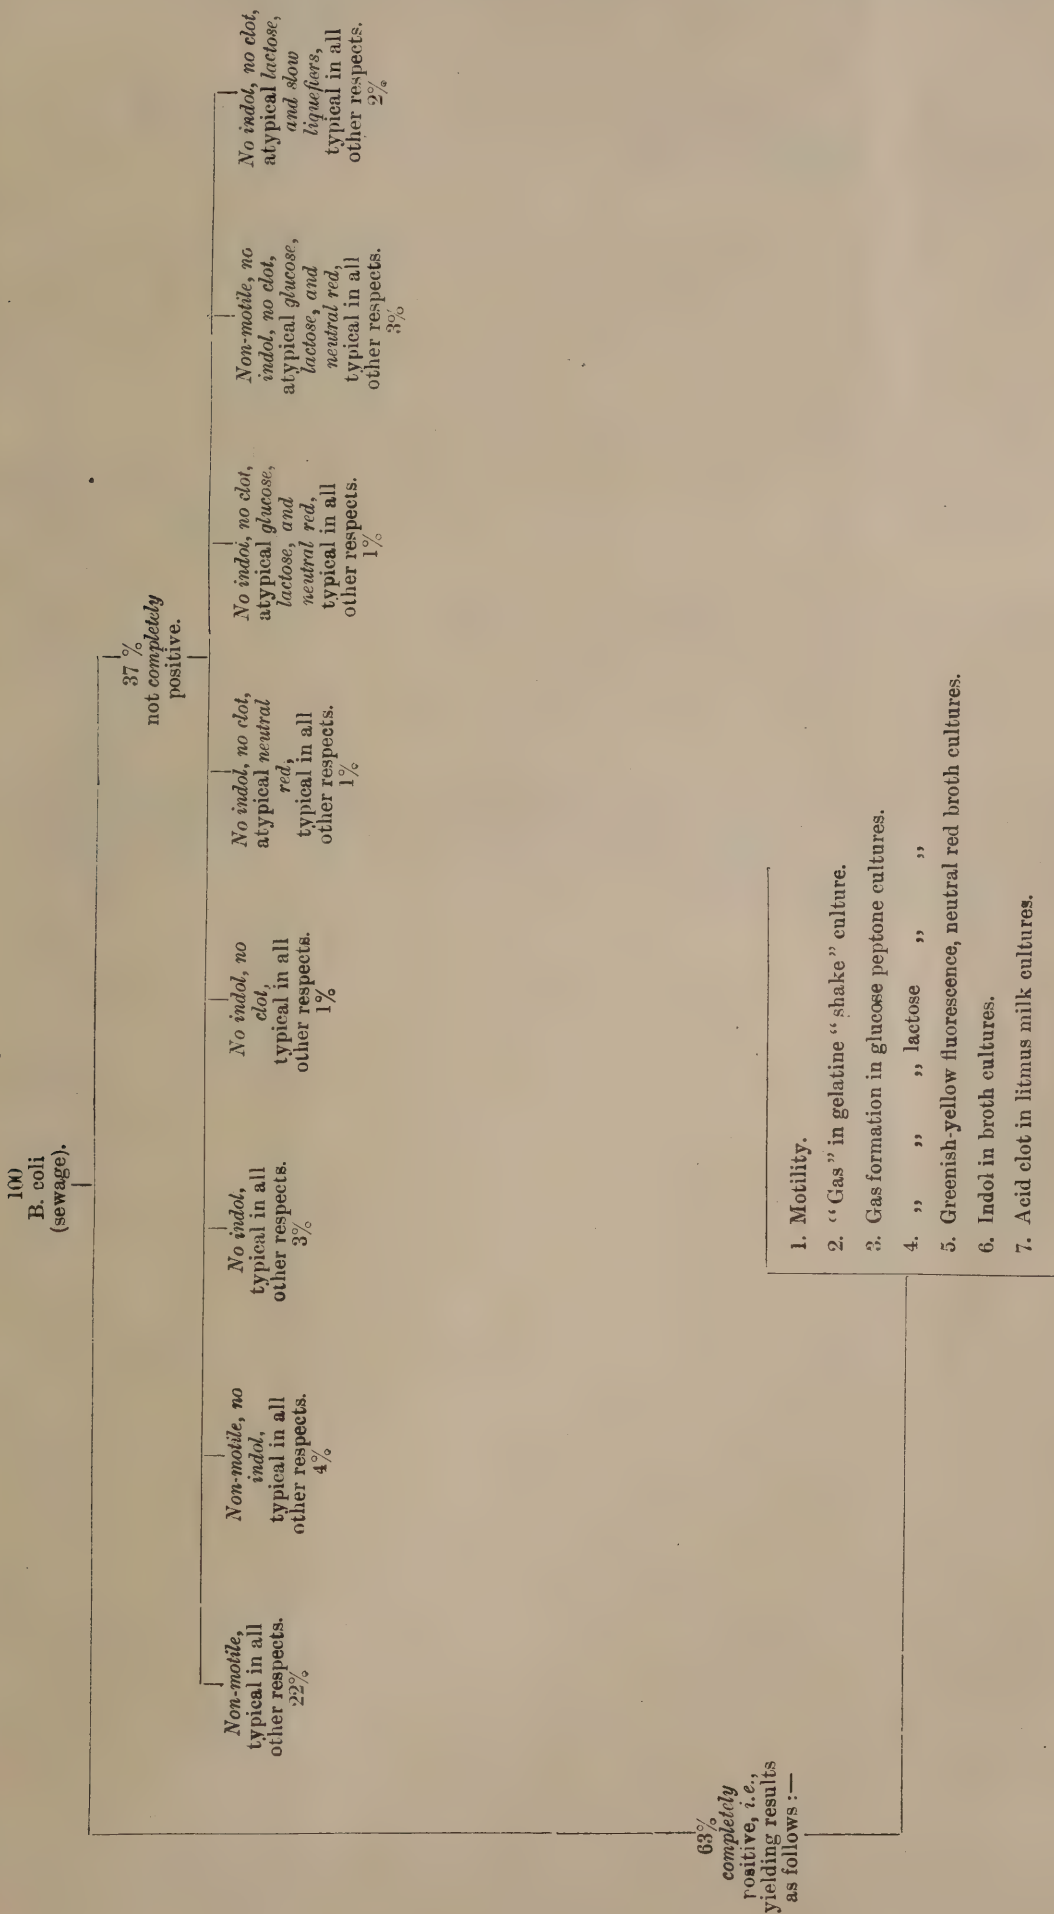 100
B. coli
(sewage).
63%
completely
positive, i.e.,
yielding results
as follows :—
37 %
not completely
positive.
Non-motile,
typical in all
other respects.
22%
Non-motile, no
indol,
typical in all
other respects.
4%
No indol,
typical in all
other respects.
3%
No indol, no
clot,
typical in all
other respects.
1%
No indol, no clot,
atypical neutral
red,
typical in all
other respects.
1%
No indol, no clot,
atypical glucose,
lactose, and
neutral red,
typical in all
other respects.
1%
Non-motile, no
indol, no clot,
atypical glucose,
lactose, and
neutral red,
typical in all
other respects.
3%
No indol, no clot,
atypical lactose,
and slow
liquefiers,
typical in all
other respects.
2%
1. Motility.
2. “Gas” in gelatine “shake” culture.
3. Gas formation in glucose peptone cultures.
4. ,, ,, ,, lactose ,, ,,
5. Greenish-yellow fluorescence, neutral red broth cultures.
6. Indol in broth cultures.
7. Acid clot in litmus milk cultures.